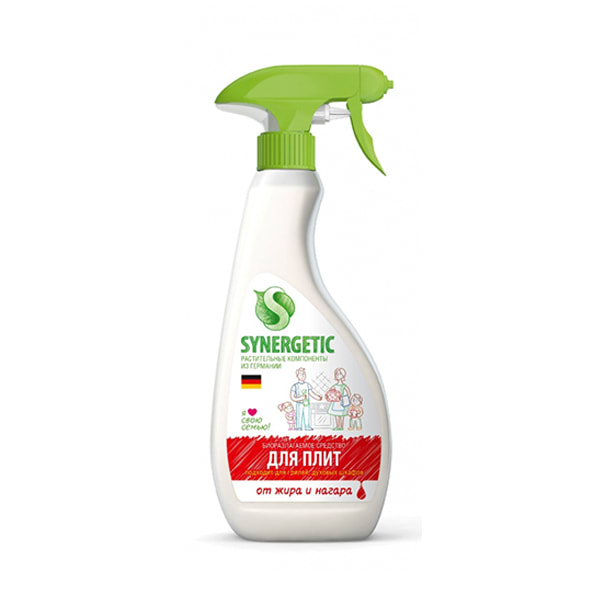 SYNERGETIC
РАСТИТЕЛЬНЫЕ КОМПОНЕНТЫ
ИЗ ГЕРМАНИИ
я
свою
семью!
БИОРАЗЛАГАЕМОЕ СРЕДСТВО
ДЛЯ ПЛИТ
подходит для грилей, духовых шкафов
от жира и нагара